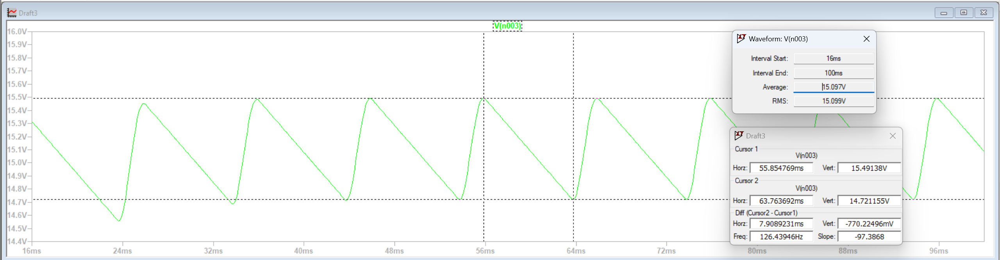 Draft3
V(n003)
16.0V
15.9V
15.8V
15.7V
15.6V
15.5V
15.4V
15.3V
15.2V
15.1V
15.0V
14.9V
14.8V
14.7V
14.6V
14.5V
14.4V
16ms 24ms 32ms 40ms 48ms 56ms 64ms 72ms 80ms 88ms 96ms
Waveform: V(n003)
Interval Start: 16ms
Interval End: 100ms
Average: 15.097V
RMS: 15.099V
Draft3
Cursor 1
V(n003)
Horz: 55.854769ms Vert: 15.49138V
Cursor 2
V(n003)
Horz: 63.763692ms Vert: 14.721155V
Diff (Cursor2 - Cursor1)
Horz: 7.9089231ms Vert: -770.22496mV
Freq: 126.43946Hz Slope: -97.3868